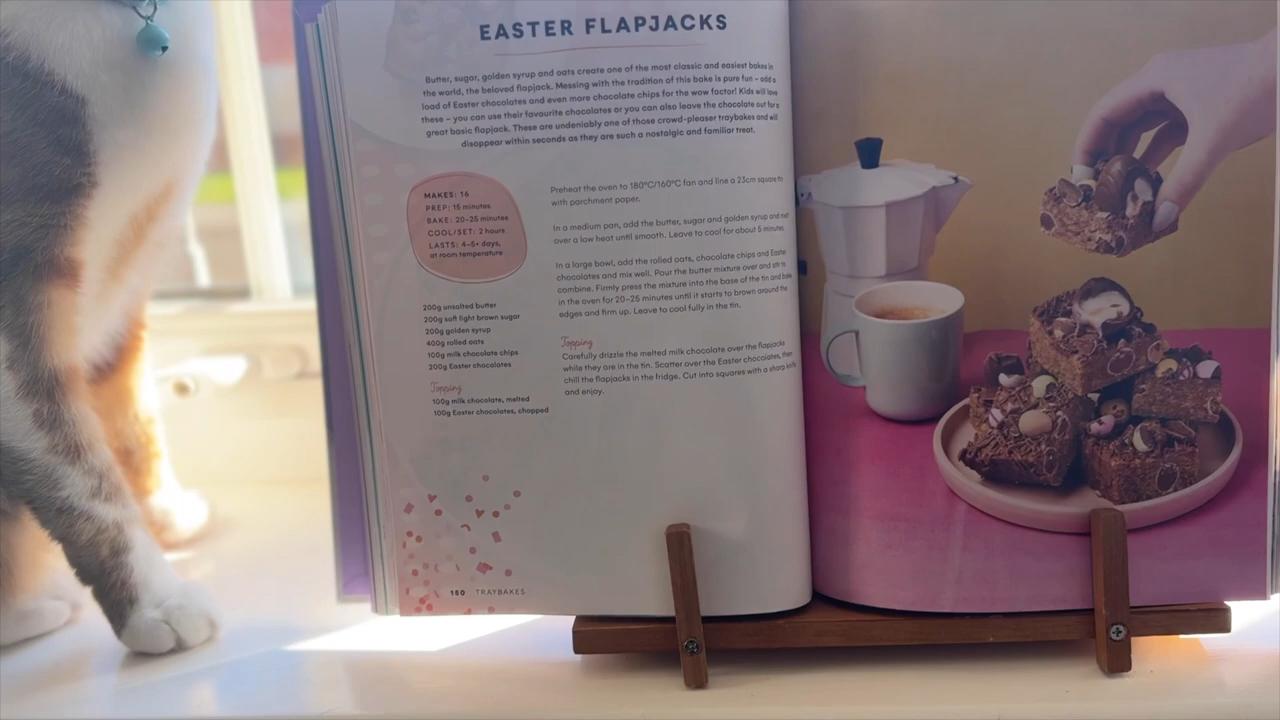 EASTER FLAPJACKS
Butter, sugar, golden syrup and oats create one of the most classic and easiest bakes in
the world, the beloved flapjack. Messing with the tradition of this bake is pure fun – add a
load of Easter chocolates and even more chocolate chips for the wow factor! Kids will love
these – you can use their favourite chocolates or you can also leave the chocolate out for a
great basic flapjack. These are undeniably one of those crowd-pleaser traybakes and will
disappear within seconds as they are such a nostalgic and familiar treat.
MAKES: 16
PREP: 15 minutes
BAKE: 20–25 minutes
COOL/SET: 2 hours
LASTS: 4–5+ days,
at room temperature
200g unsalted butter
200g soft light brown sugar
200g golden syrup
400g rolled oats
100g milk chocolate chips
200g Easter chocolates
Topping
100g milk chocolate, melted
100g Easter chocolates, chopped
Preheat the oven to 180°C/160°C fan and line a 23cm square tin
with parchment paper.
In a medium pan, add the butter, sugar and golden syrup and melt
over a low heat until smooth. Leave to cool for about 5 minutes.
In a large bowl, add the rolled oats, chocolate chips and Easter
chocolates and mix well. Pour the butter mixture over and stir to
combine. Firmly press the mixture into the base of the tin and bake
in the oven for 20–25 minutes until it starts to brown around the
edges and firm up. Leave to cool fully in the tin.
Topping
Carefully drizzle the melted milk chocolate over the flapjacks
while they are in the tin. Scatter over the Easter chocolates, then
chill the flapjacks in the fridge. Cut into squares with a sharp knife
and enjoy.
150 TRAYBAKES